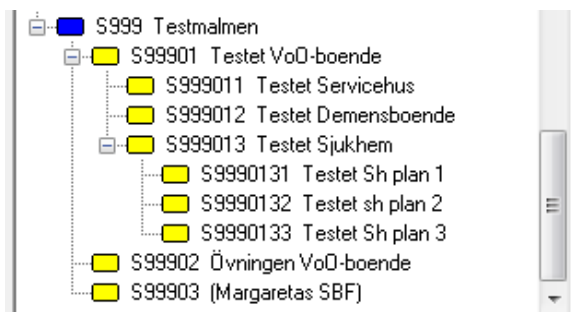 S999 Testmalmen
S99901 Testet VoO-boende
S999011 Testet Servicehus
S999012 Testet Demensboende
S999013 Testet Sjukhem
S9990131 Testet Sh plan 1
S9990132 Testet sh plan 2
S9990133 Testet Sh plan 3
S99902 Övningen VoO-boende
S99903 (Margaretas SBF)